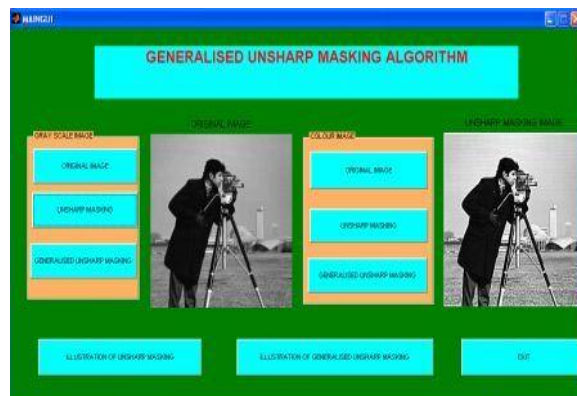 MAINGUI
GENERALISED UNSHARP MASKING ALGORITHM
ORIGINAL IMAGE
UNSHARP MASKING IMAGE
GRAY SCALE IMAGE
ORIGINAL IMAGE
UNSHARP MASKING
GENERALISED UNSHARP MASKING
COLOUR IMAGE
ORIGINAL IMAGE
UNSHARP MASKING
GENERALISED UNSHARP MASKING
ILLUSTRATION OF UNSHARP MASKING
ILLUSTRATION OF GENERALISED UNSHARP MASKING
EXIT